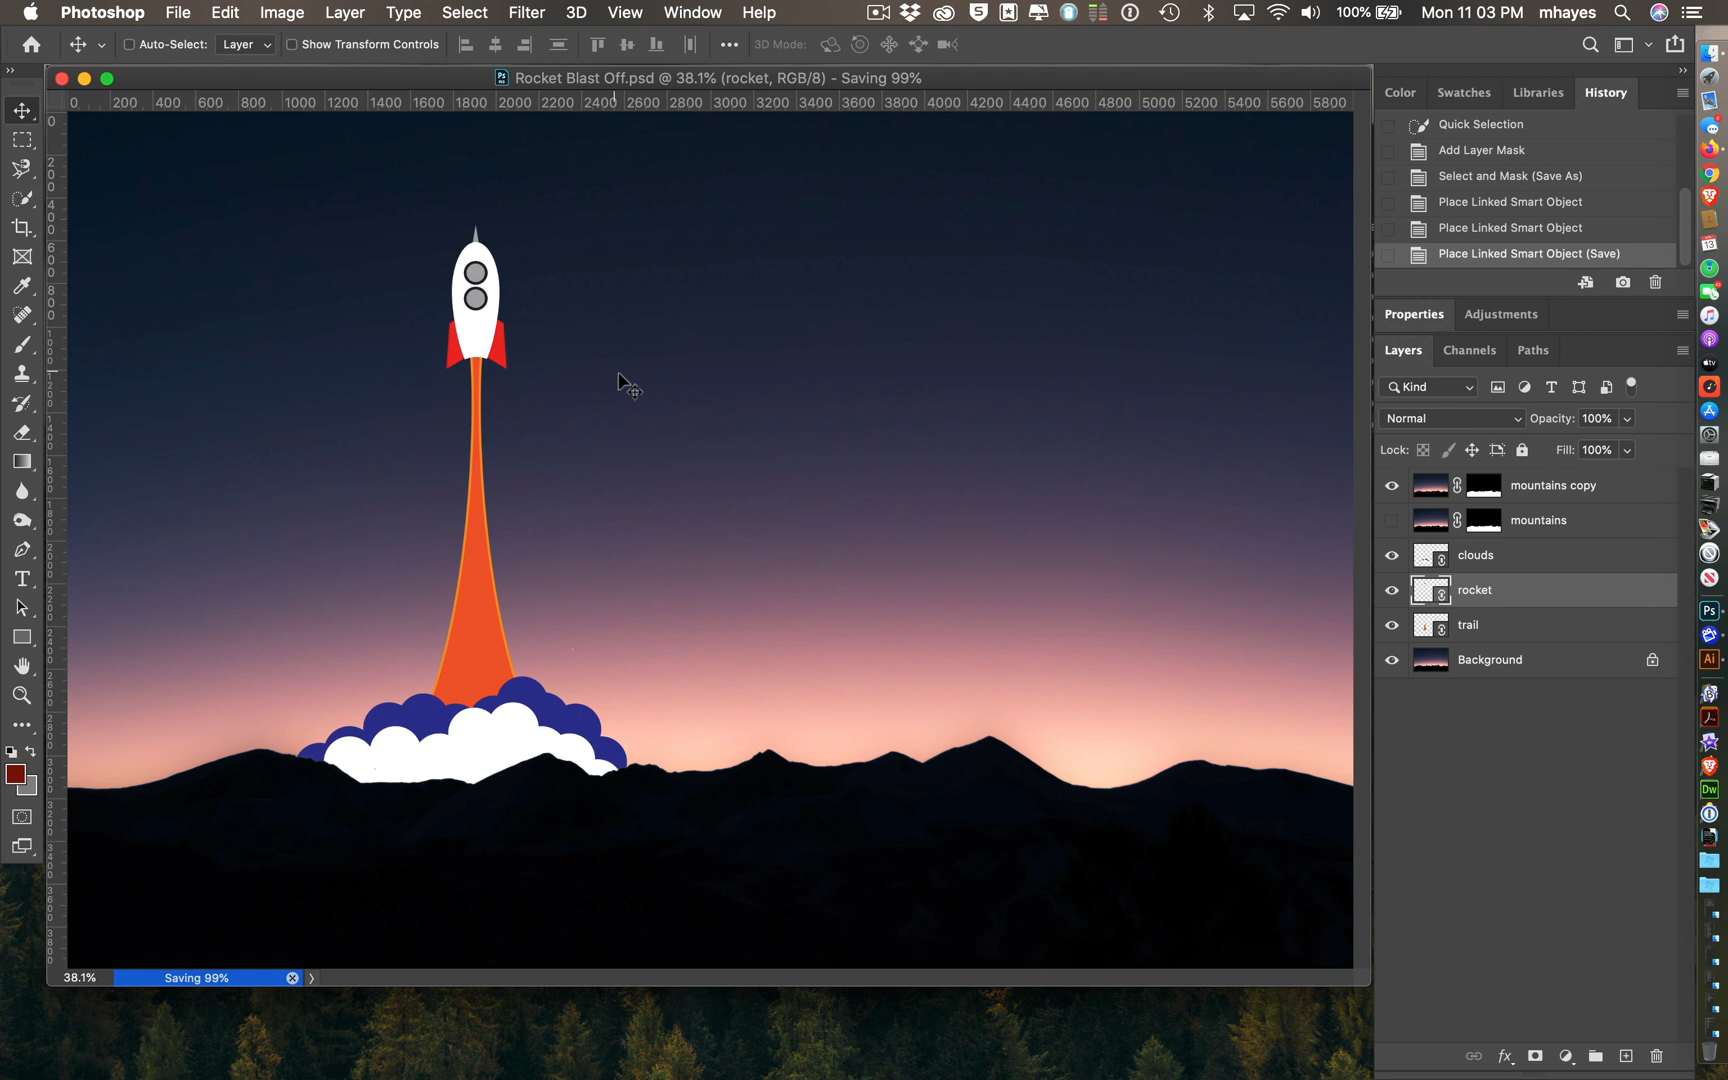 Photoshop File Edit Image Layer Type Select Filter 3D View Window Help 100% Mon 11 03 PM mhayes
Auto-Select: Layer Show Transform Controls 3D Mode:
Rocket Blast Off.psd @ 38.1% (rocket, RGB/8) - Saving 99%
0 200 400 600 800 1000 1200 1400 1600 1800 2000 2200 2400 2600 2800 3000 3200 3400 3600 3800 4000 4200 4400 4600 4800 5000 5200 5400 5600 5800
Color Swatches Libraries History
Quick Selection
Add Layer Mask
Select and Mask (Save As)
Place Linked Smart Object
Place Linked Smart Object
Place Linked Smart Object (Save)
Properties Adjustments
Layers Channels Paths
Kind
Normal Opacity: 100%
Lock: Fill: 100%
mountains copy
mountains
clouds
rocket
trail
Background
fx
38.1% Saving 99%
Ps
Ai
Dw